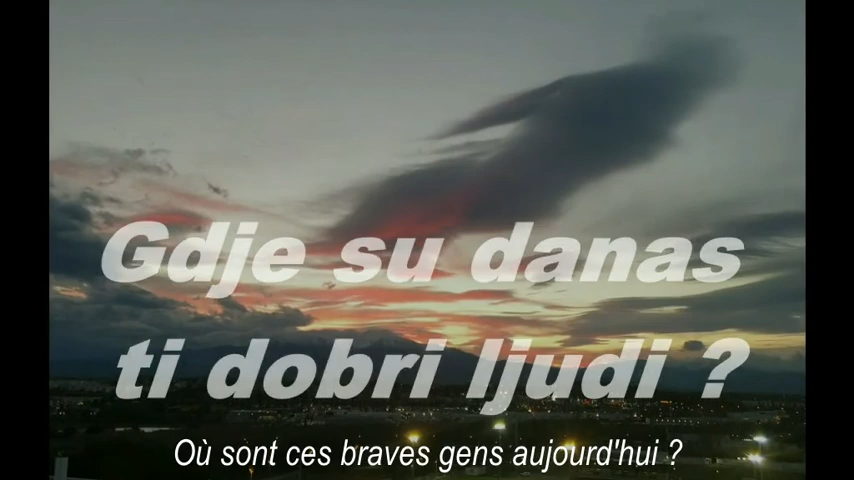 Gdje su danas
ti dobri ljudi ?
Où sont ces braves gens aujourd'hui ?